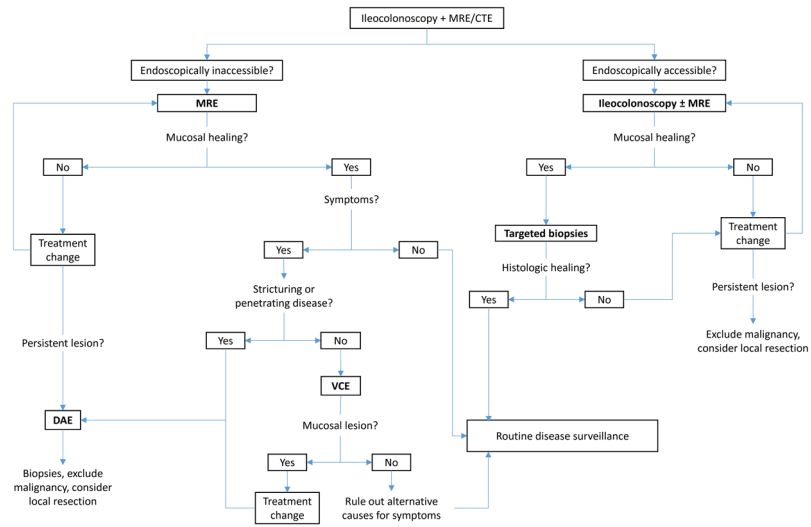 Ileocolonoscopy + MRE/CTE
Endoscopically inaccessible?
Endoscopically accessible?
MRE
Ileocolonoscopy ± MRE
Mucosal healing?
Mucosal healing?
No
Yes
Yes
No
Symptoms?
Treatment
change
Targeted biopsies
Treatment
change
Yes
No
Histologic healing?
Stricturing or
penetrating disease?
Yes
No
Persistent lesion?
Persistent lesion?
Yes
No
Exclude malignancy,
consider local resection
VCE
DAE
Mucosal lesion?
Routine disease surveillance
Yes
No
Biopsies, exclude
malignancy, consider
local resection
Treatment
change
Rule out alternative
causes for symptoms